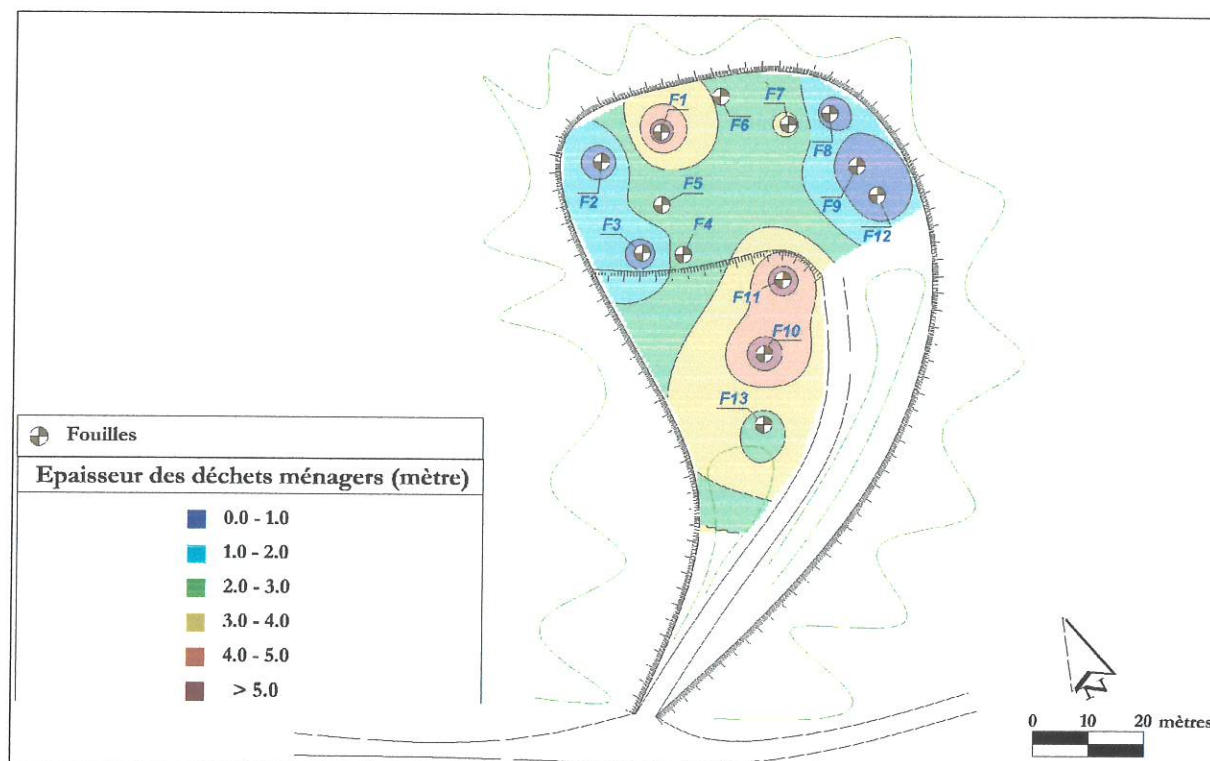 F1
F7
F6
F8
F2
F5
F9
F3
F4
F12
F11
F10
F13
Fouilles
Epaisseur des déchets ménagers (mètre)
0.0 - 1.0
1.0 - 2.0
2.0 - 3.0
3.0 - 4.0
4.0 - 5.0
> 5.0
N
0 10 20 mètres